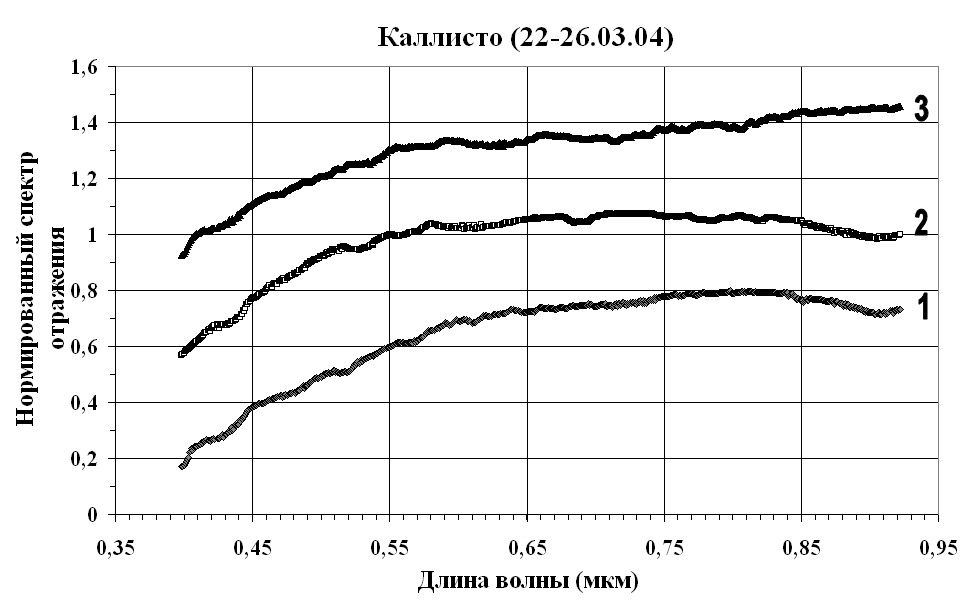 Каллисто (22-26.03.04)
Нормированный спектр
отражения
1,6
1,4
1,2
1
0,8
0,6
0,4
0,2
0
3
2
1
0,35 0,45 0,55 0,65 0,75 0,85 0,95
Длина волны (мкм)